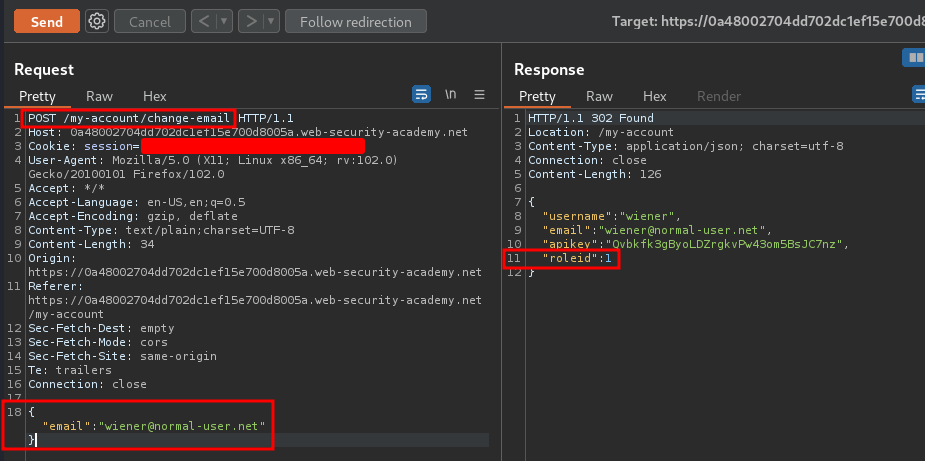 Send
Cancel
< 
>
Follow redirection
Target: https://0a48002704dd702dc1ef15e700d8
Request
Response
Pretty Raw Hex
\n
Pretty Raw Hex Render
1 POST /my-account/change-email HTTP/1.1
2 Host: 0a48002704dd702dc1ef15e700d8005a.web-security-academy.net
3 Cookie: session=
4 User-Agent: Mozilla/5.0 (X11; Linux x86_64; rv:102.0)
Gecko/20100101 Firefox/102.0
5 Accept: */*
6 Accept-Language: en-US,en;q=0.5
7 Accept-Encoding: gzip, deflate
8 Content-Type: text/plain;charset=UTF-8
9 Content-Length: 34
10 Origin:
https://0a48002704dd702dc1ef15e700d8005a.web-security-academy.net
11 Referer:
https://0a48002704dd702dc1ef15e700d8005a.web-security-academy.net
/my-account
12 Sec-Fetch-Dest: empty
13 Sec-Fetch-Mode: cors
14 Sec-Fetch-Site: same-origin
15 Te: trailers
16 Connection: close
17
18 {
"email":"wiener@normal-user.net"
}
1 HTTP/1.1 302 Found
2 Location: /my-account
3 Content-Type: application/json; charset=utf-8
4 Connection: close
5 Content-Length: 126
6
7 {
8 "username":"wiener",
9 "email":"wiener@normal-user.net",
10 "apikey":"QvbkfkJgByoLDZrgkvPw43om5BsJC7nz",
11 "roleid":1
12 }